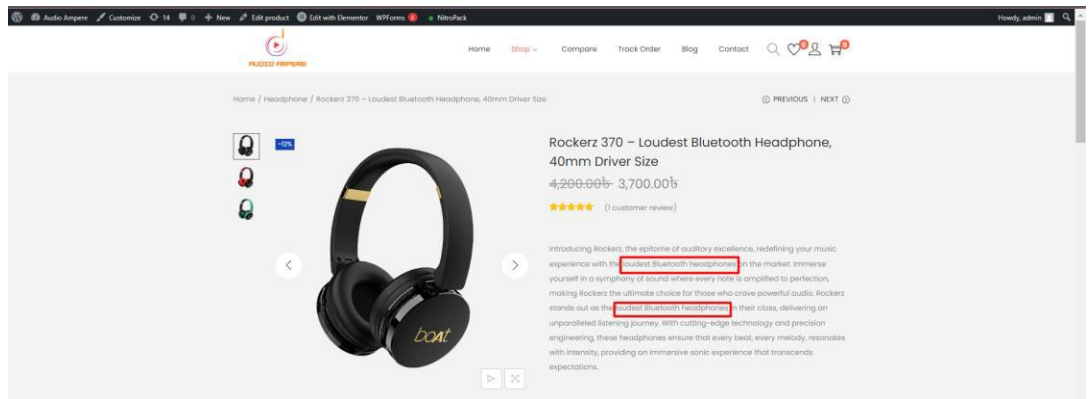 Audio Ampere Customize 14 0 New Edit product Edit with Elementor WPForms 2 NitroPack Howdy, admin
AUDIO AMPERE
Home Shop Compare Track Order Blog Contact 0 0
Home / Headphone / Rockerz 370 – Loudest Bluetooth Headphone, 40mm Driver Size
PREVIOUS | NEXT
-12%
Rockerz 370 – Loudest Bluetooth Headphone,
40mm Driver Size
4,200.00৳ 3,700.00৳
(1 customer review)
Introducing Rockerz, the epitome of auditory excellence, redefining your music
experience with the loudest Bluetooth headphones on the market. Immerse
yourself in a symphony of sound where every note is amplified to perfection,
making Rockerz the ultimate choice for those who crave powerful audio. Rockerz
stands out as the loudest Bluetooth headphones in their class, delivering an
unparalleled listening journey. With cutting-edge technology and precision
engineering, these headphones ensure that every beat, every melody, resonates
with intensity, providing an immersive sonic experience that transcends
expectations.
boAt